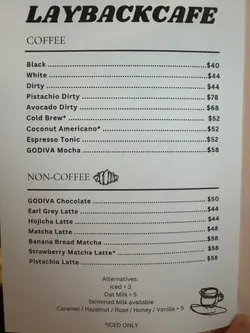 LAYBACKCAFE
COFFEE
Black ........ $40
White ........ $44
Dirty ........ $44
Pistachio Dirty ........ $78
Avocado Dirty ........ $68
Cold Brew* ........ $52
Coconut Americano* ........ $52
Espresso Tonic ........ $52
GODIVA Mocha ........ $58
NON-COFFEE
GODIVA Chocolate ........ $50
Earl Grey Latte ........ $44
Hojicha Latte ........ $44
Matcha Latte ........ $48
Banana Bread Matcha ........ $58
Strawberry Matcha Latte* ........ $58
Pistachio Latte ........ $58
Alternatives:
Iced + 3
Oat Milk + 5
Skimmed Milk available
Caramel / Hazelnut / Rose / Honey / Vanilla + 5
*ICED ONLY